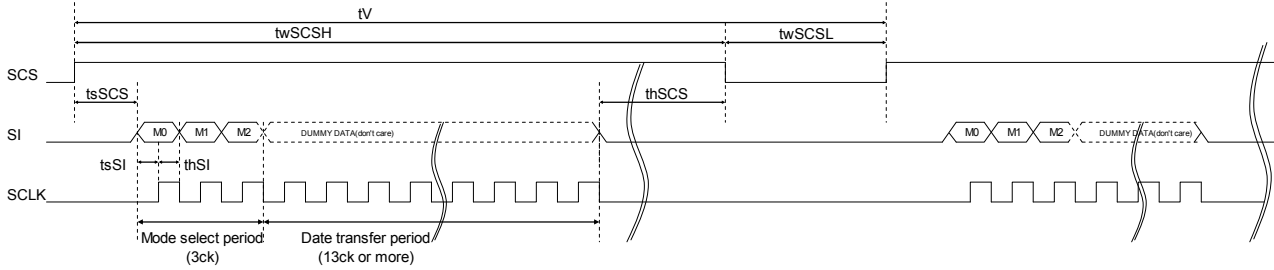 tV
twSCSH twSCSL
SCS
tsSCS thSCS
SI M0 M1 M2 DUMMY DATA(don't care) M0 M1 M2 DUMMY DATA(don't care)
tsSI thSI
SCLK
Mode select period Date transfer period
(3ck) (13ck or more)